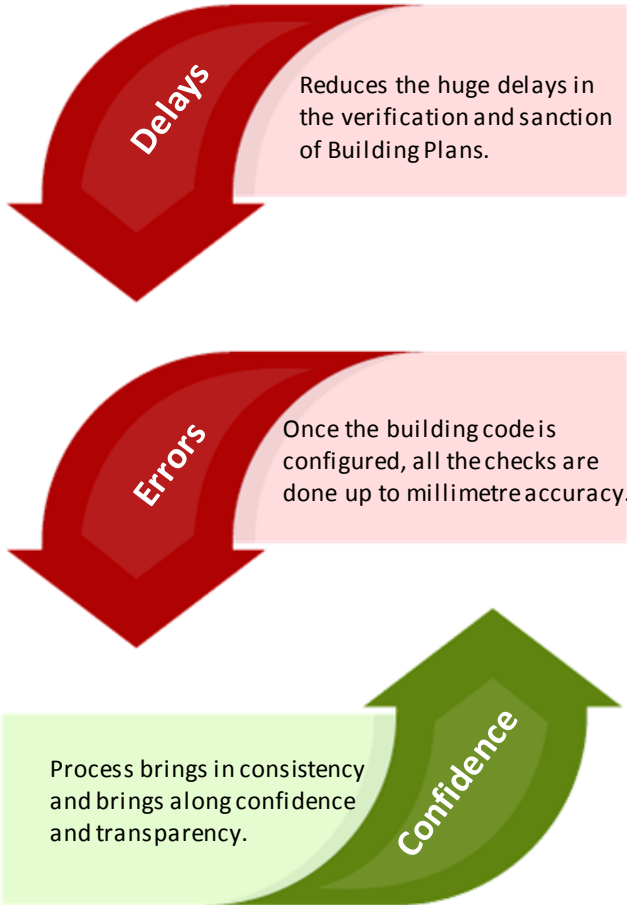 Delays
Reduces the huge delays in
the verification and sanction
of Building Plans.
Errors
Once the building code is
configured, all the checks are
done up to millimetre accuracy.
Process brings in consistency
and brings along confidence
and transparency.
Confidence